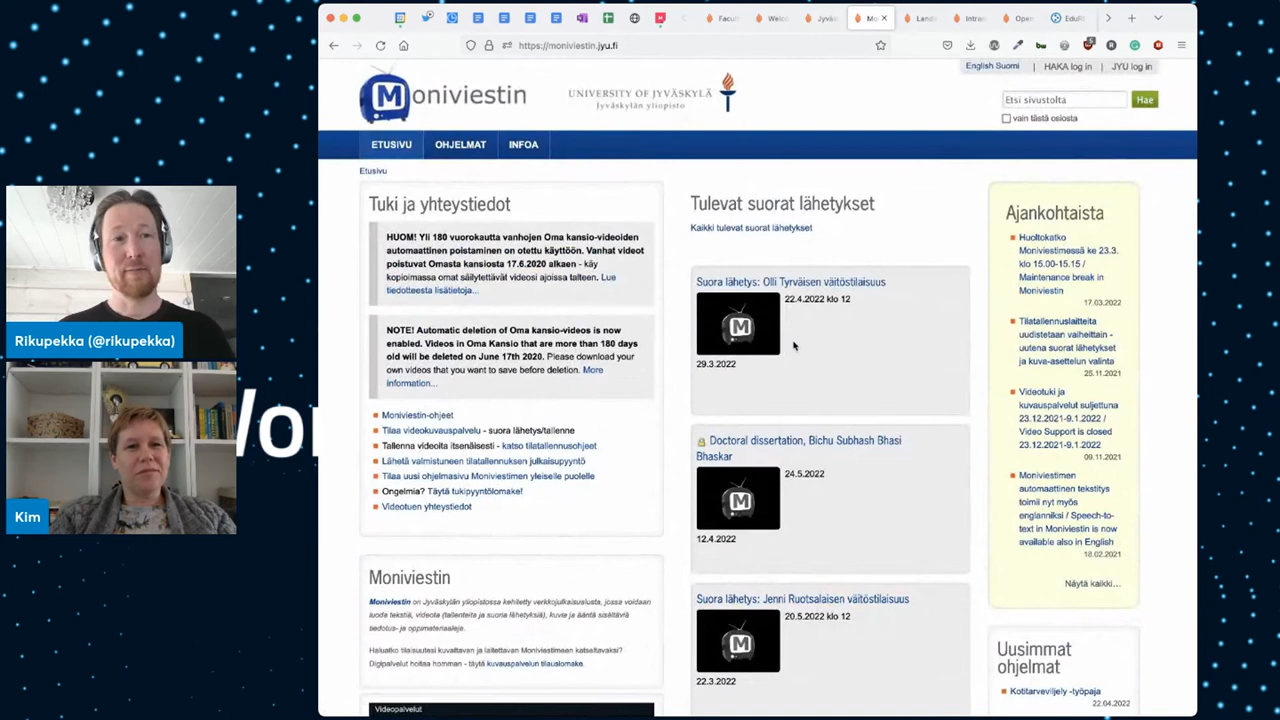 Facul
Welco
Jyväs
Mo
Landi
Intran
Open
EduRi
https://moniviestin.jyu.fi
English Suomi
HAKA log in
JYU log in
Moniviestin
UNIVERSITY OF JYVÄSKYLÄ
Jyväskylän yliopisto
Etsi sivustolta
Hae
vain tästä osiosta
ETUSIVU
OHJELMAT
INFOA
Etusivu
Tuki ja yhteystiedot
HUOM! Yli 180 vuorokautta vanhojen Oma kansio-videoiden
automaattinen poistaminen on otettu käyttöön. Vanhat videot
poistuvat Omasta kansiosta 17.6.2020 alkaen - käy
kopioimassa omat säilytettävät videosi ajoissa talteen. Lue
tiedotteesta lisätietoja...
NOTE! Automatic deletion of Oma kansio-videos is now
enabled. Videos in Oma Kansio that are more than 180 days
old will be deleted on June 17th 2020. Please download your
own videos that you want to save before deletion. More
information...
Moniviestin-ohjeet
Tilaa videokuvauspalvelu - suora lähetys/tallenne
Tallenna videoita itsenäisesti - katso tilatallennusohjeet
Lähetä valmistuneen tilatallennuksen julkaisupyyntö
Tilaa uusi ohjelmasivu Moniviestimen yleiselle puolelle
Ongelmia? Täytä tukipyyntölomake!
Videotuen yhteystiedot
Moniviestin
Moniviestin on Jyväskylän yliopistossa kehitetty verkkojulkaisualusta, jossa voidaan
luoda tekstiä, videota (tallenteita ja suoria lähetyksiä), kuvia ja ääntä sisältäviä
tiedotus- ja oppimateriaaleja.
Haluatko tilaisuutesi kuvattavan ja laitettavan Moniviestimeen katseltavaksi?
Digipalvelut hoitaa homman - täytä kuvauspalvelun tilauslomake.
Videopalvelut
Tulevat suorat lähetykset
Kaikki tulevat suorat lähetykset
Suora lähetys: Olli Tyrväisen väitöstilaisuus
22.4.2022 klo 12
29.3.2022
Doctoral dissertation, Bichu Subhash Bhasi
Bhaskar
24.5.2022
12.4.2022
Suora lähetys: Jenni Ruotsalaisen väitöstilaisuus
20.5.2022 klo 12
22.3.2022
Ajankohtaista
Huoltokatko
Moniviestimessä ke 23.3.
klo 15.00-15.15 /
Maintenance break in
Moniviestin
17.03.2022
Tilatallennuslaitteita
uudistetaan vaiheittain -
uutena suorat lähetykset
ja kuva-asettelun valinta
25.11.2021
Videotuki ja
kuvauspalvelut suljettuna
23.12.2021-9.1.2022 /
Video Support is closed
23.12.2021-9.1.2022
09.11.2021
Moniviestimen
automaattinen tekstitys
toimii nyt myös
englanniksi / Speech-to-
text in Moniviestin is now
available also in English
18.02.2021
Näytä kaikki...
Uusimmat
ohjelmat
Kotitarveviljely -työpaja
22.04.2022
Rikupekka (@rikupekka)
Kim
/or